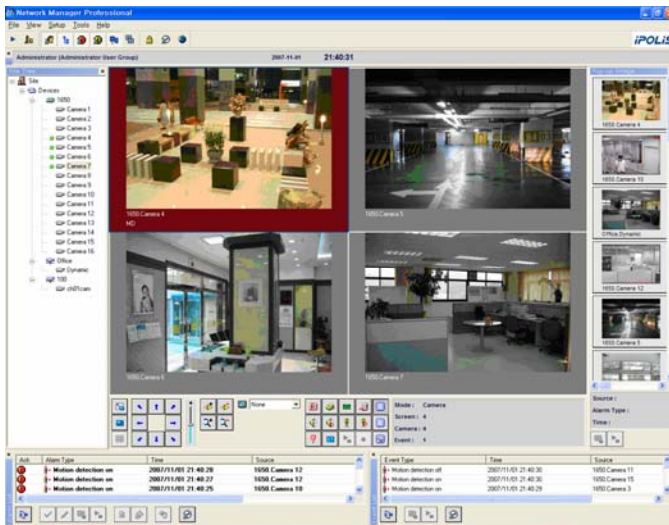 Network Manager Professional
File View Setup Tools Help
iPOLiS
Administrator (Administrator User Group) 2007-11-01 21:40:31
Site
Devices
1650
Camera 1
Camera 2
Camera 3
Camera 4
Camera 5
Camera 6
Camera 7
Camera 8
Camera 9
Camera 10
Camera 11
Camera 12
Camera 13
Camera 14
Camera 15
Camera 16
Office
Dynamic
100
ch01cam
1650.Camera 4
MD
1650.Camera 5
1650.Camera 6
1650.Camera 7
1650.Camera 4
1650.Camera 10
Office.Dynamic
1650.Camera 12
1650.Camera 5
Source :
Alarm Type :
Time :
None
Mode : Camera
Screen : 4
Camera : 4
Event : 4
Ack Alarm Type Time Source
Motion detection on 2007/11/01 21:40:28 1650.Camera 12
Motion detection on 2007/11/01 21:40:27 1650.Camera 12
Motion detection on 2007/11/01 21:40:25 1650.Camera 10
Event Type Time Source
Motion detection off 2007/11/01 21:40:30 1650.Camera 11
Motion detection on 2007/11/01 21:40:30 1650.Camera 15
Motion detection on 2007/11/01 21:40:29 1650.Camera 3